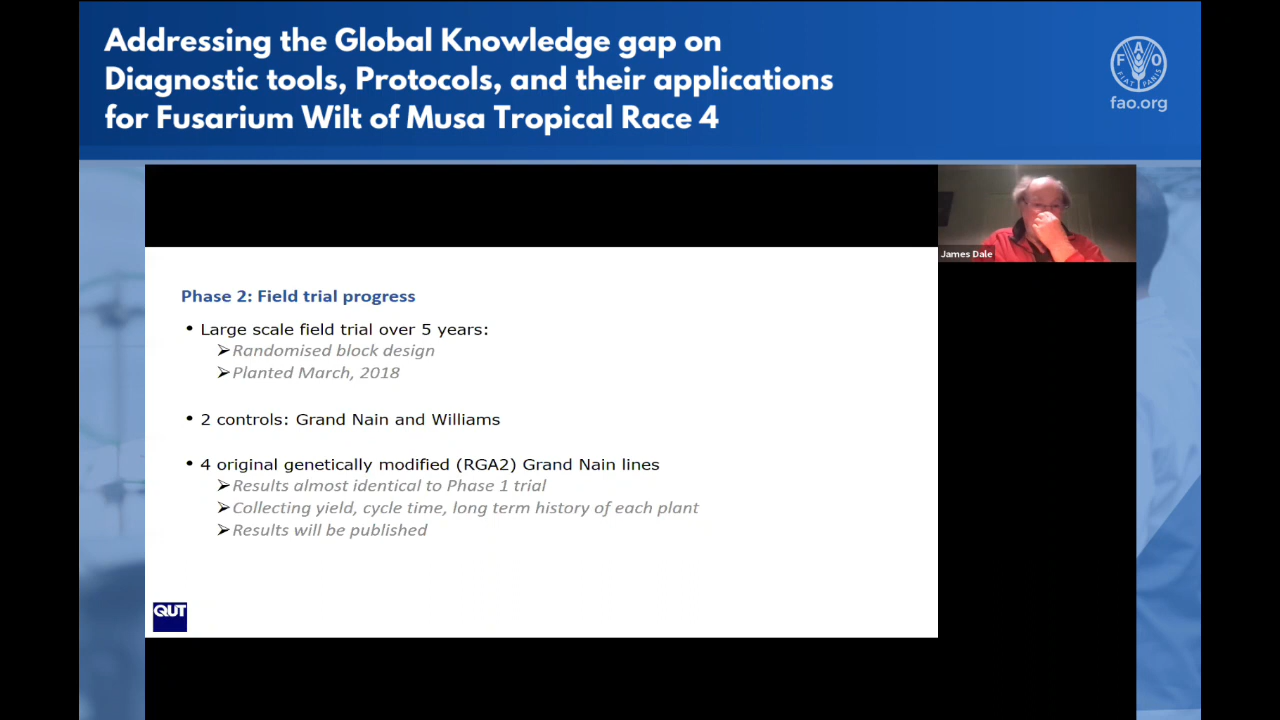 Addressing the Global Knowledge gap on
Diagnostic tools, Protocols, and their applications
for Fusarium Wilt of Musa Tropical Race 4
F A O
FIAT PANIS
fao.org
James Dale
Phase 2: Field trial progress
• Large scale field trial over 5 years:
➢Randomised block design
➢Planted March, 2018
• 2 controls: Grand Nain and Williams
• 4 original genetically modified (RGA2) Grand Nain lines
➢Results almost identical to Phase 1 trial
➢Collecting yield, cycle time, long term history of each plant
➢Results will be published
QUT